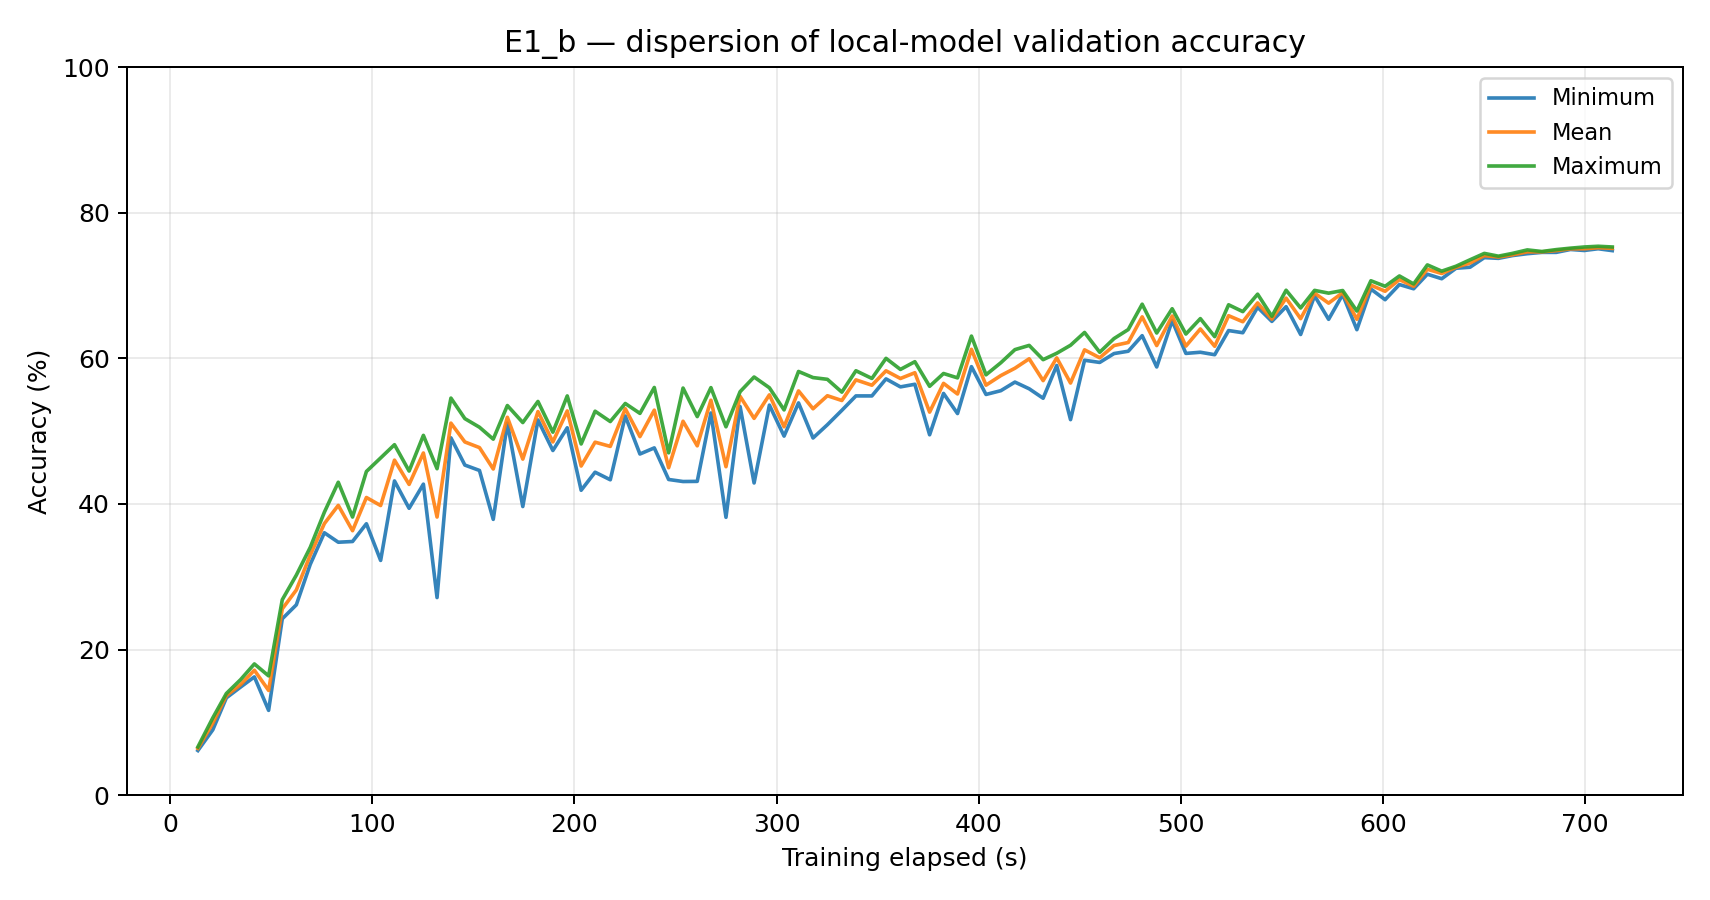 E1_b — dispersion of local-model validation accuracy
100
80
60
40
20
0
Accuracy (%)
Minimum
Mean
Maximum
0 100 200 300 400 500 600 700
Training elapsed (s)